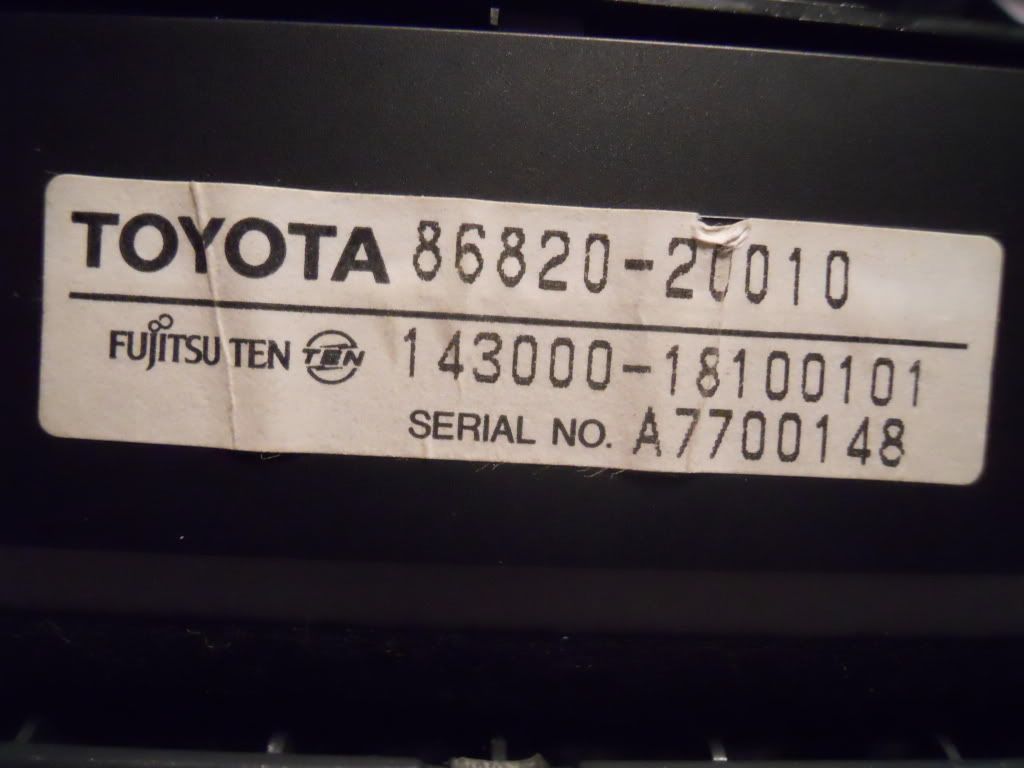 TOYOTA 86820-20010
FUJITSU TEN TEN 143000-18100101
SERIAL NO. A7700148